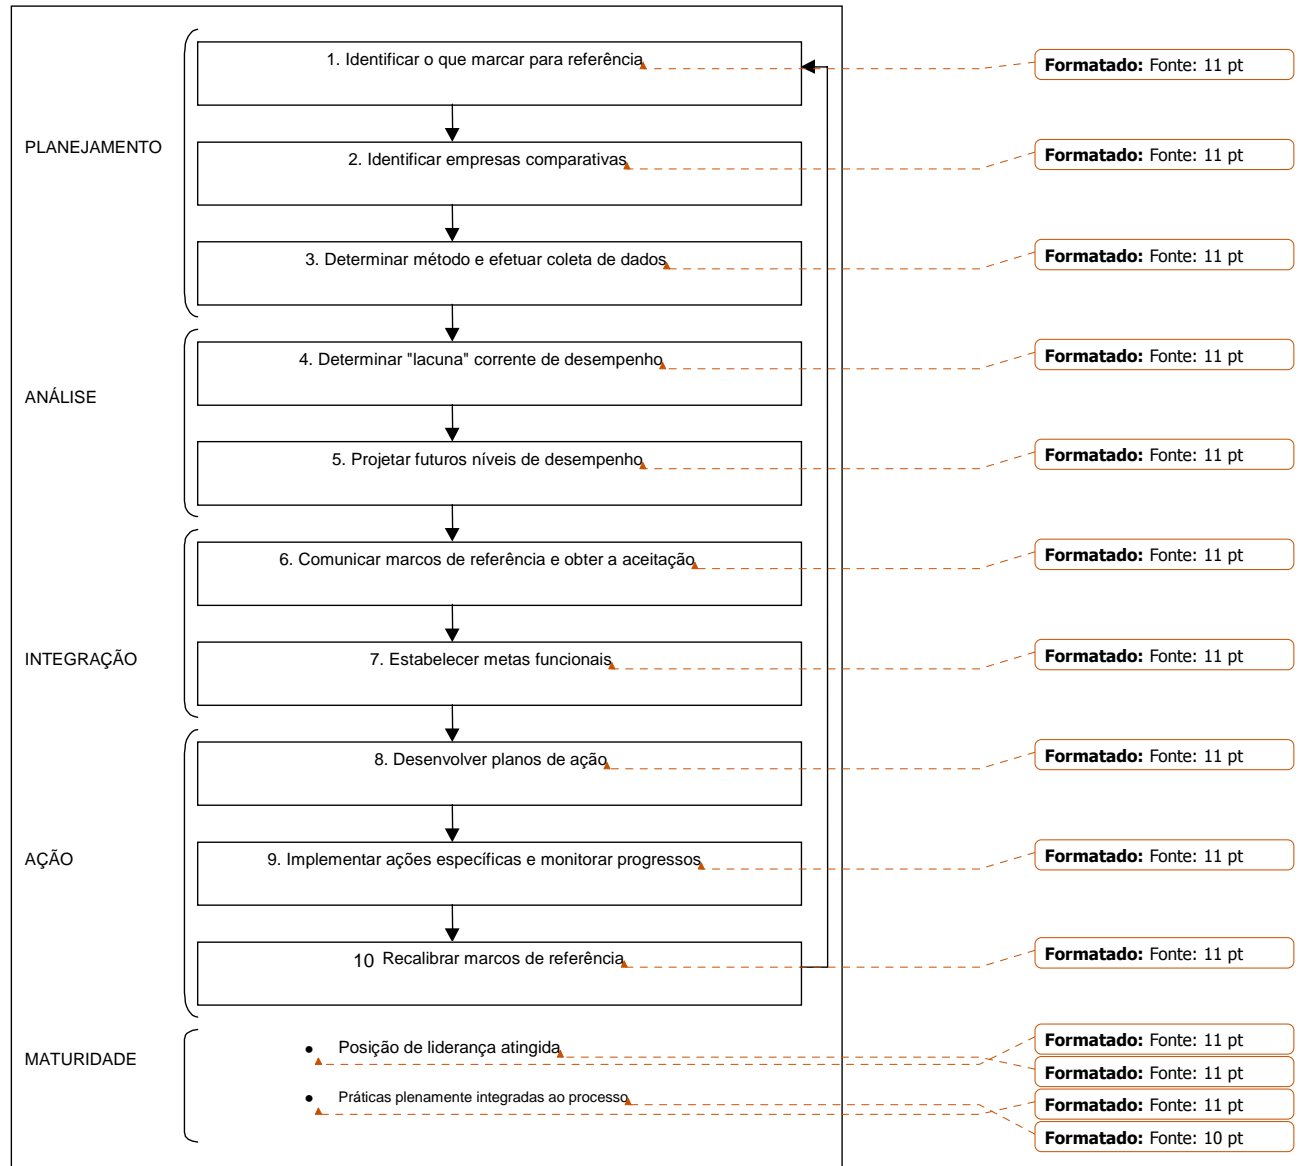 1. Identificar o que marcar para referência
Formatado: Fonte: 11 pt
PLANEJAMENTO
2. Identificar empresas comparativas
Formatado: Fonte: 11 pt
3. Determinar método e efetuar coleta de dados
Formatado: Fonte: 11 pt
4. Determinar "lacuna" corrente de desempenho
Formatado: Fonte: 11 pt
ANÁLISE
5. Projetar futuros níveis de desempenho
Formatado: Fonte: 11 pt
6. Comunicar marcos de referência e obter a aceitação
Formatado: Fonte: 11 pt
INTEGRAÇÃO
7. Estabelecer metas funcionais
Formatado: Fonte: 11 pt
8. Desenvolver planos de ação
Formatado: Fonte: 11 pt
AÇÃO
9. Implementar ações específicas e monitorar progressos
Formatado: Fonte: 11 pt
10 Recalibrar marcos de referência
Formatado: Fonte: 11 pt
MATURIDADE
• Posição de liderança atingida
Formatado: Fonte: 11 pt
Formatado: Fonte: 11 pt
• Práticas plenamente integradas ao processo
Formatado: Fonte: 11 pt
Formatado: Fonte: 10 pt